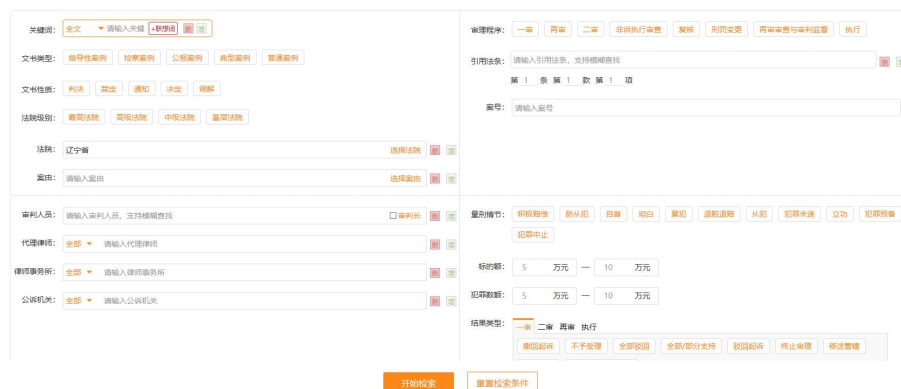 关键词: 全文 请输入关键 +联想词 删 增
文书类型: 指导性案例 检察案例 公报案例 典型案例 普通案例
文书性质: 判决 裁定 通知 决定 调解
法院级别: 最高法院 高级法院 中级法院 基层法院
法院: 辽宁省 选择法院 删 增
案由: 请输入案由 选择案由 删 增
审理程序: 一审 再审 二审 非诉执行审查 复核 刑罚变更 再审审查与审判监督 执行
引用法条: 请输入引用法条，支持模糊查找 删
第 1 条 第 1 款 第 1 项
案号: 请输入案号
审判人员: 请输入审判人员，支持模糊查找 审判长 删 增
代理律师: 全部 请输入代理律师 删 增
律师事务所: 全部 请输入律师事务所 删 增
公诉机关: 全部 请输入公诉机关 删 增
量刑情节: 积极赔偿 胁从犯 自首 坦白 累犯 退赃退赔 从犯 犯罪未遂 立功 犯罪预备
犯罪中止
标的额: 5 万元 — 10 万元
犯罪数额: 5 万元 — 10 万元
结果类型: 一审 二审 再审 执行
撤回起诉 不予受理 全部驳回 全部/部分支持 驳回起诉 终止审理 移送管辖
开始检索 重置检索条件